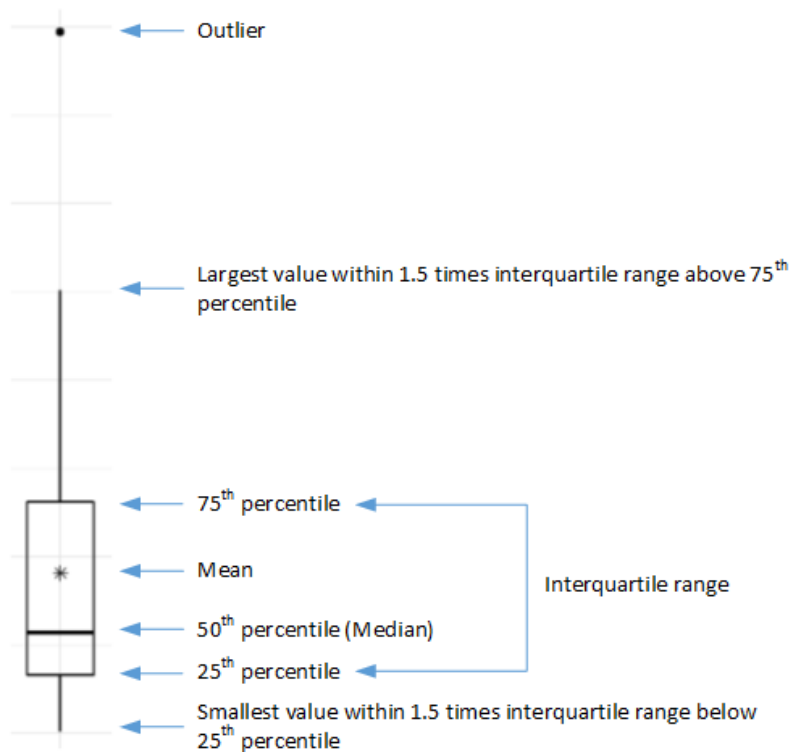 Outlier
Largest value within 1.5 times interquartile range above 75th
percentile
75th percentile
Mean
Interquartile range
50th percentile (Median)
25th percentile
Smallest value within 1.5 times interquartile range below
25th percentile